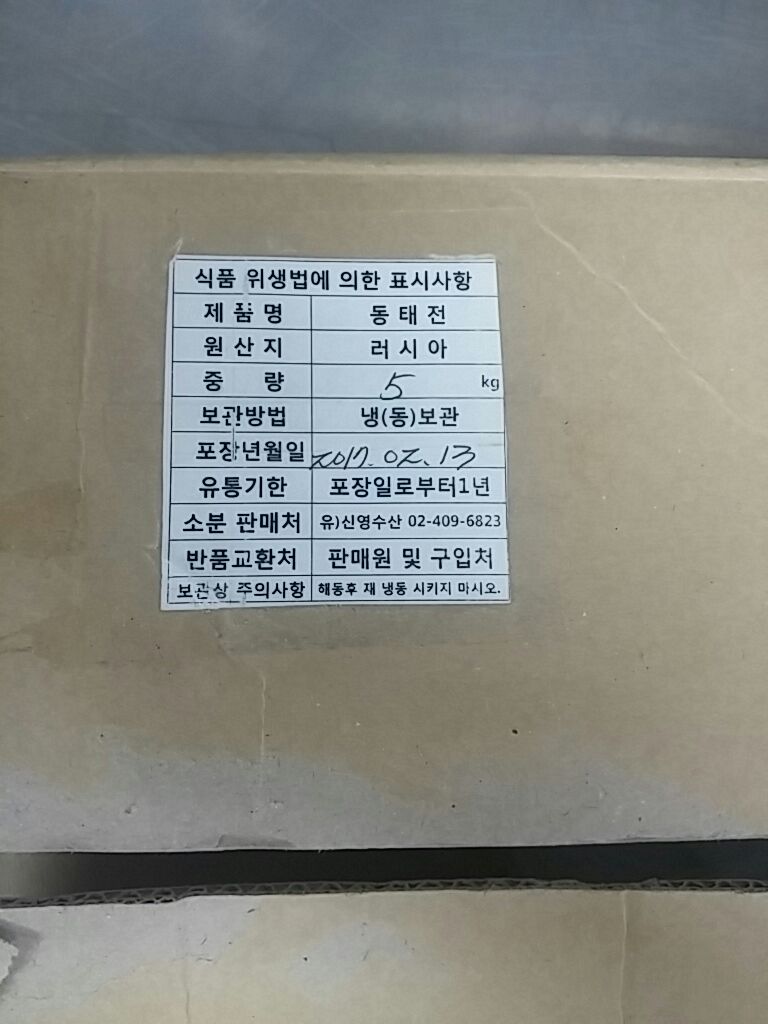 식품 위생법에 의한 표시사항
제 품 명 동 태 전
원 산 지 러 시 아
중 량 5 kg
보관방법 냉(동)보관
포장년월일 2017.02.13
유통기한 포장일로부터1년
소분 판매처 유)신영수산 02-409-6823
반품교환처 판매원 및 구입처
보관상 주의사항 해동후 재 냉동 시키지 마시오.